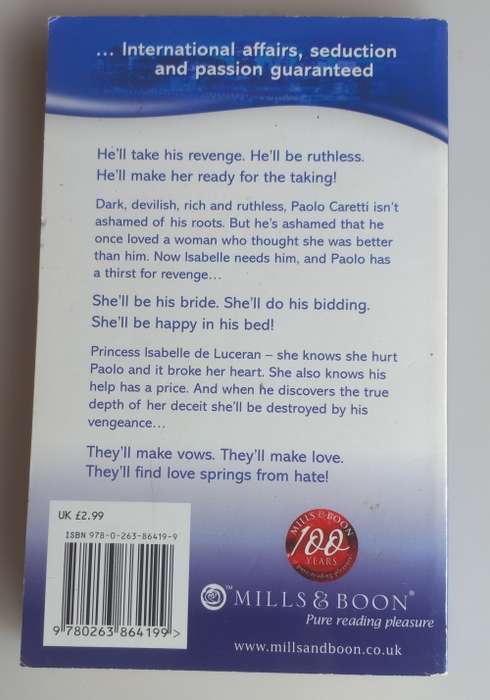 ... International affairs, seduction
and passion guaranteed
He'll take his revenge. He'll be ruthless.
He'll make her ready for the taking!
Dark, devilish, rich and ruthless, Paolo Caretti isn't
ashamed of his roots. But he's ashamed that he
once loved a woman who thought she was better
than him. Now Isabelle needs him, and Paolo has
a thirst for revenge...
She'll be his bride. She'll do his bidding.
She'll be happy in his bed!
Princess Isabelle de Luceran – she knows she hurt
Paolo and it broke her heart. She also knows his
help has a price. And when he discovers the true
depth of her deceit she'll be destroyed by his
vengeance...
They'll make vows. They'll make love.
They'll find love springs from hate!
UK £2.99
ISBN 978-0-263-86419-9
9 780263 864199 >
MILLS & BOON
100
YEARS
of pure reading pleasure
™ MILLS & BOON®
Pure reading pleasure
www.millsandboon.co.uk